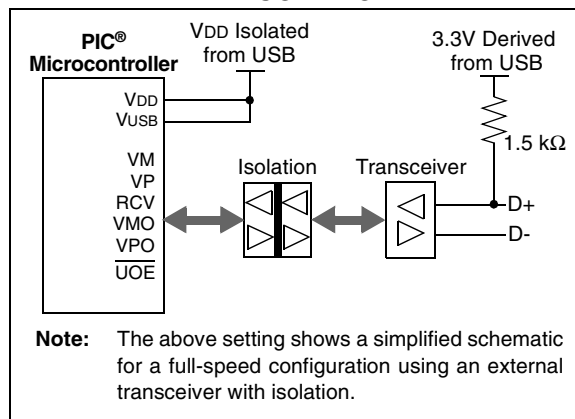 PIC®
Microcontroller
VDD Isolated
from USB
3.3V Derived
from USB
VDD
VUSB
1.5 kΩ
VM
VP
RCV
VMO
VPO
UOE
Isolation
Transceiver
D+
D-
Note: The above setting shows a simplified schematic
for a full-speed configuration using an external
transceiver with isolation.